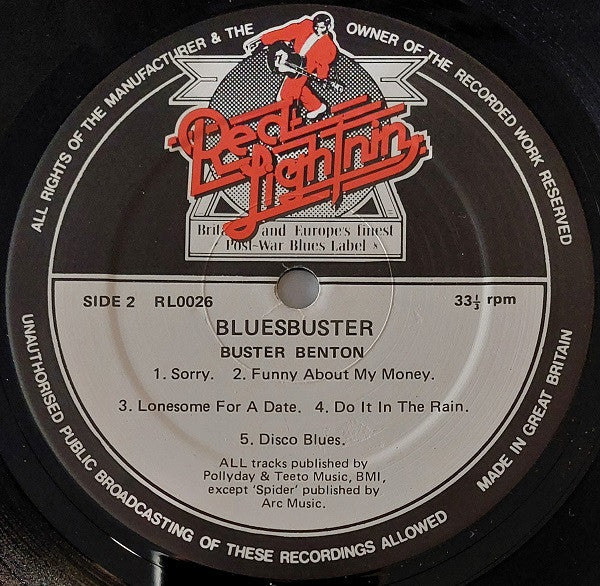 ALL RIGHTS OF THE MANUFACTURER & THE OWNER OF THE RECORDED WORK RESERVED
Red
Lightnin'
Brit and Europe's finest
Post-War Blues Label
SIDE 2 RL0026
33⅓ rpm
BLUESBUSTER
BUSTER BENTON
1. Sorry. 2. Funny About My Money.
3. Lonesome For A Date. 4. Do It In The Rain.
5. Disco Blues.
ALL tracks published by
Pollyday & Teeto Music, BMI,
except 'Spider' published by
Arc Music.
UNAUTHORISED PUBLIC BROADCASTING OF THESE RECORDINGS ALLOWED
MADE IN GREAT BRITAIN